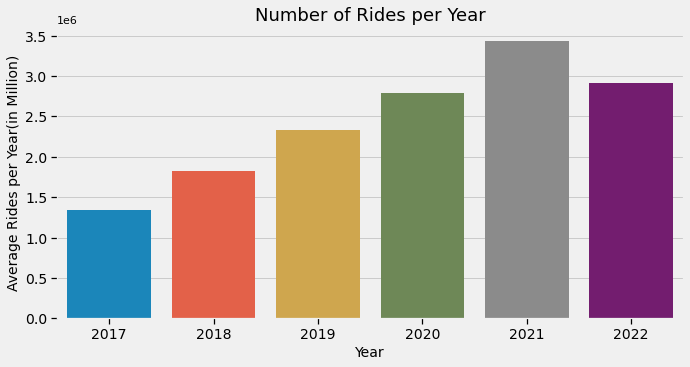 Number of Rides per Year
1e6
Average Rides per Year(in Million)
3.5
3.0
2.5
2.0
1.5
1.0
0.5
0.0
2017 2018 2019 2020 2021 2022
Year